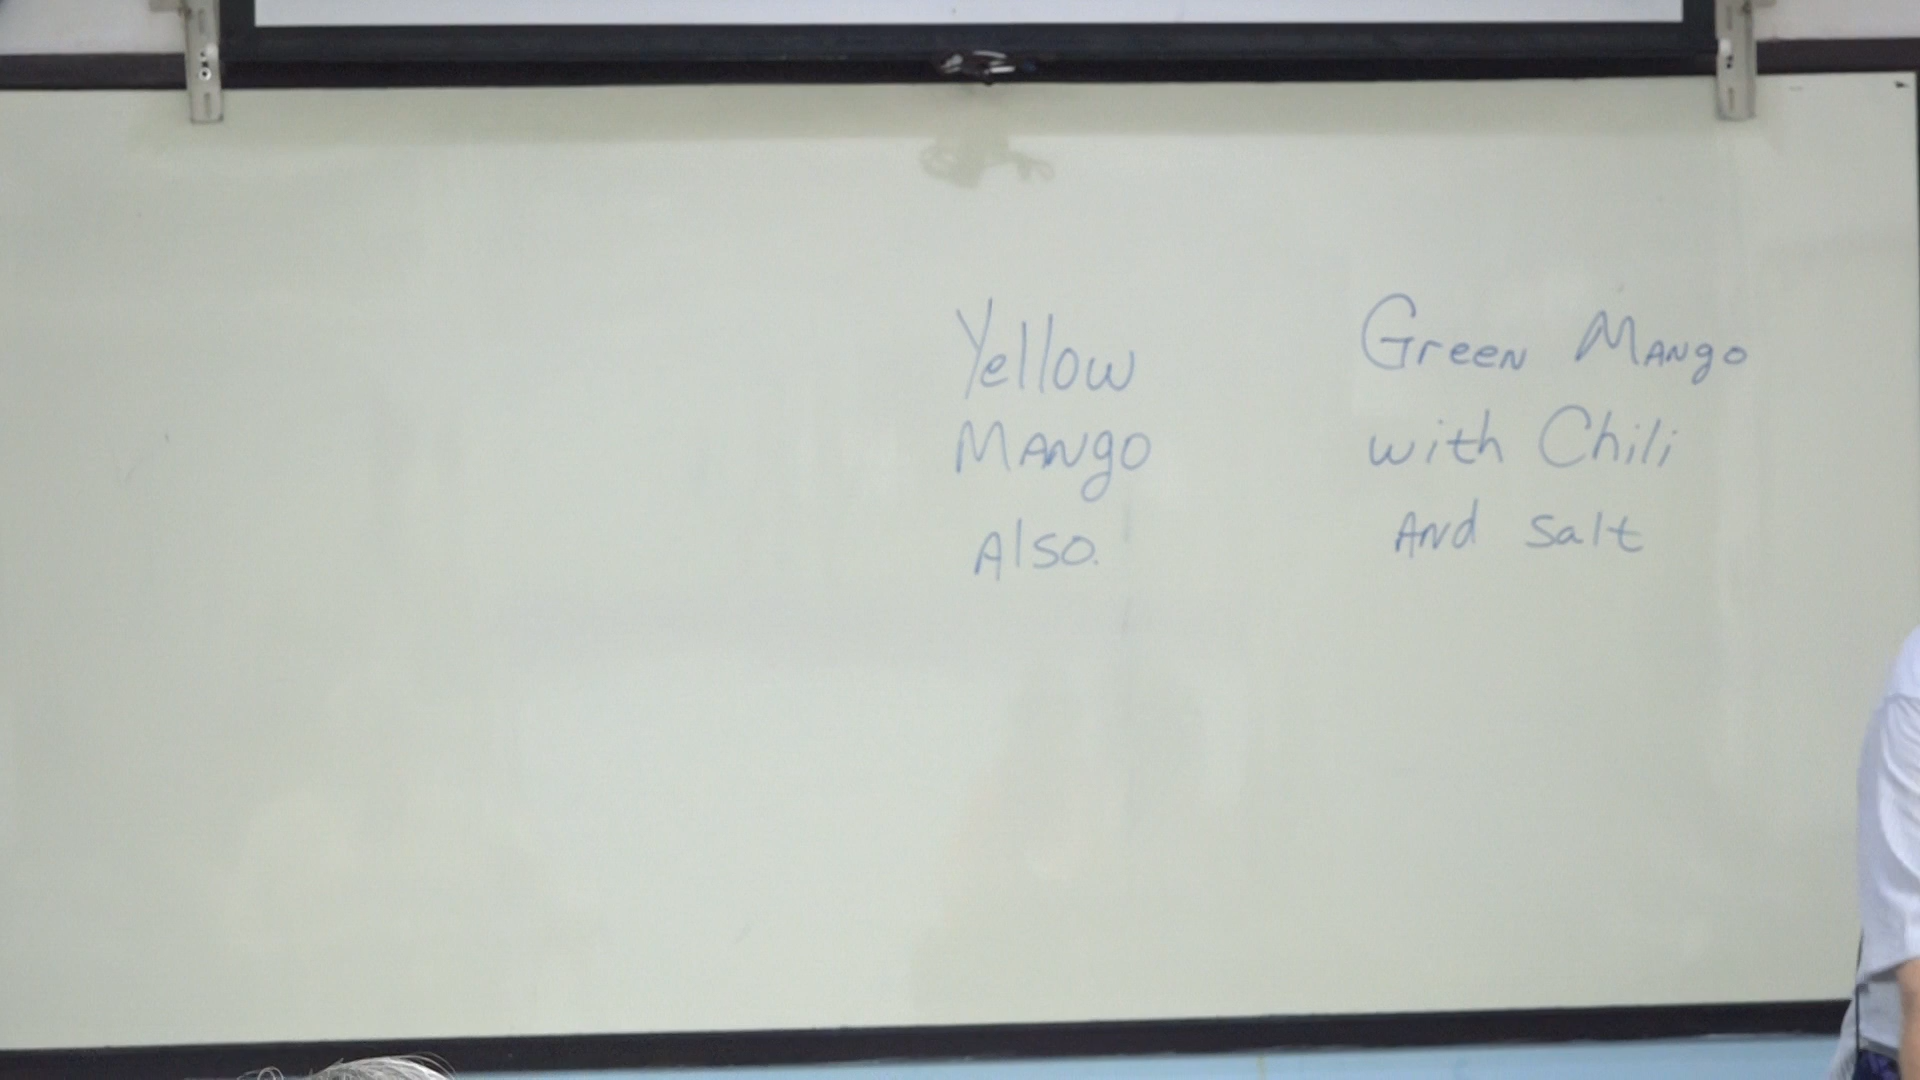 Yellow
Mango
Also.
Green Mango
with Chili
And Salt